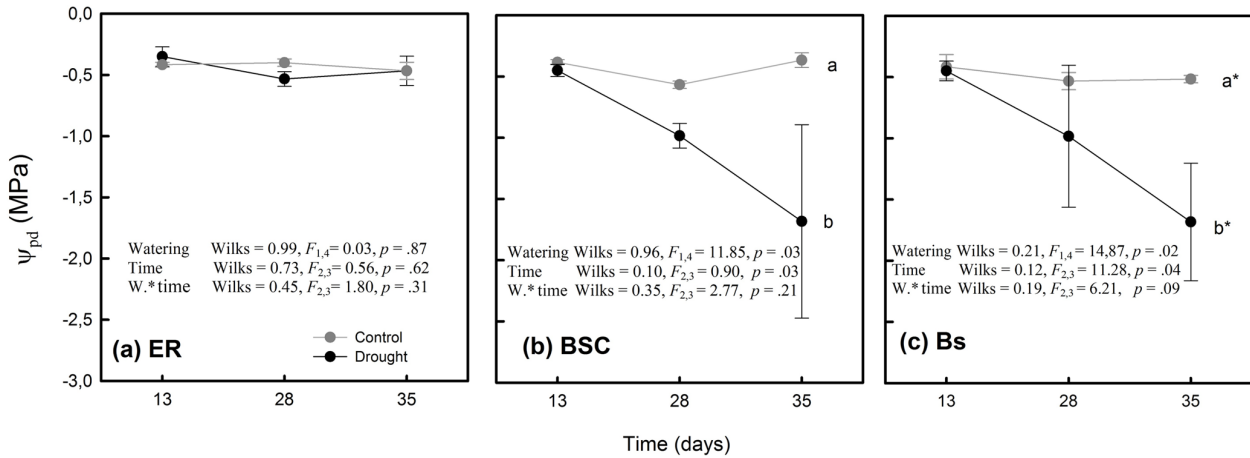 0,0
-0,5
-1,0
-1,5
-2,0
-2,5
-3,0
Ψpd (MPa)
Watering Wilks = 0.99, F1,4 = 0.03, p = .87
Time Wilks = 0.73, F2,3 = 0.56, p = .62
W.* time Wilks = 0.45, F2,3 = 1.80, p = .31
(a) ER
Control
Drought
13 28 35
a
b
Watering Wilks = 0.96, F1,4 = 11.85, p = .03
Time Wilks = 0.10, F2,3 = 0.90, p = .03
W.* time Wilks = 0.35, F2,3 = 2.77, p = .21
(b) BSC
13 28 35
a*
b*
Watering Wilks = 0.21, F1,4 = 14,87, p = .02
Time Wilks = 0.12, F2,3 = 11.28, p = .04
W.* time Wilks = 0.19, F2,3 = 6.21, p = .09
(c) Bs
13 28 35
Time (days)